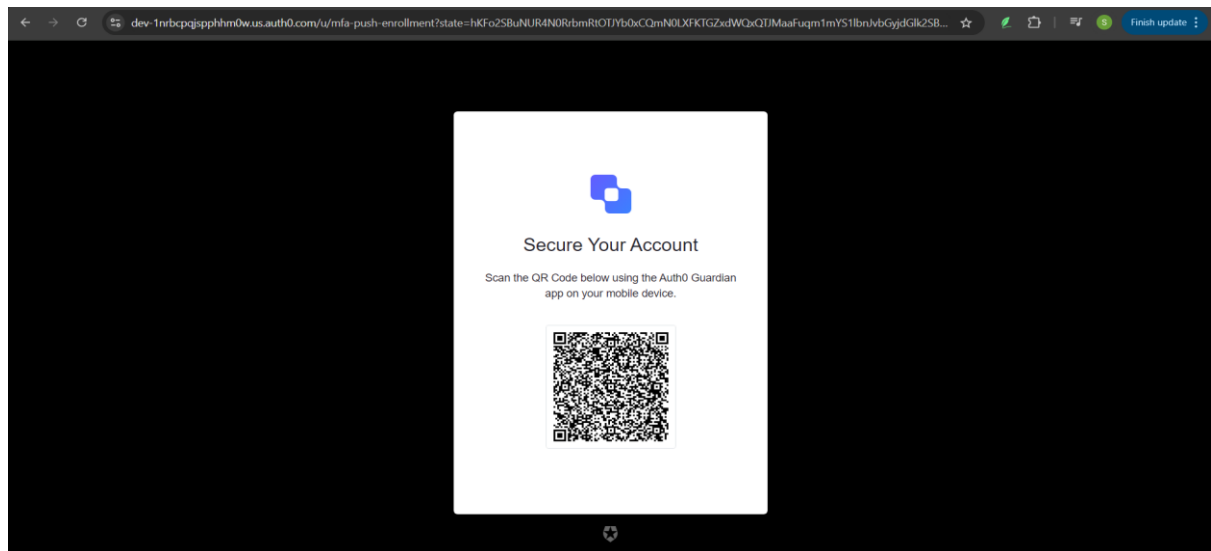 dev-1nrbcpqjspphhm0w.us.auth0.com/u/mfa-push-enrollment?state=
S
Finish update
Secure Your Account
Scan the QR Code below using the Auth0 Guardian
app on your mobile device.